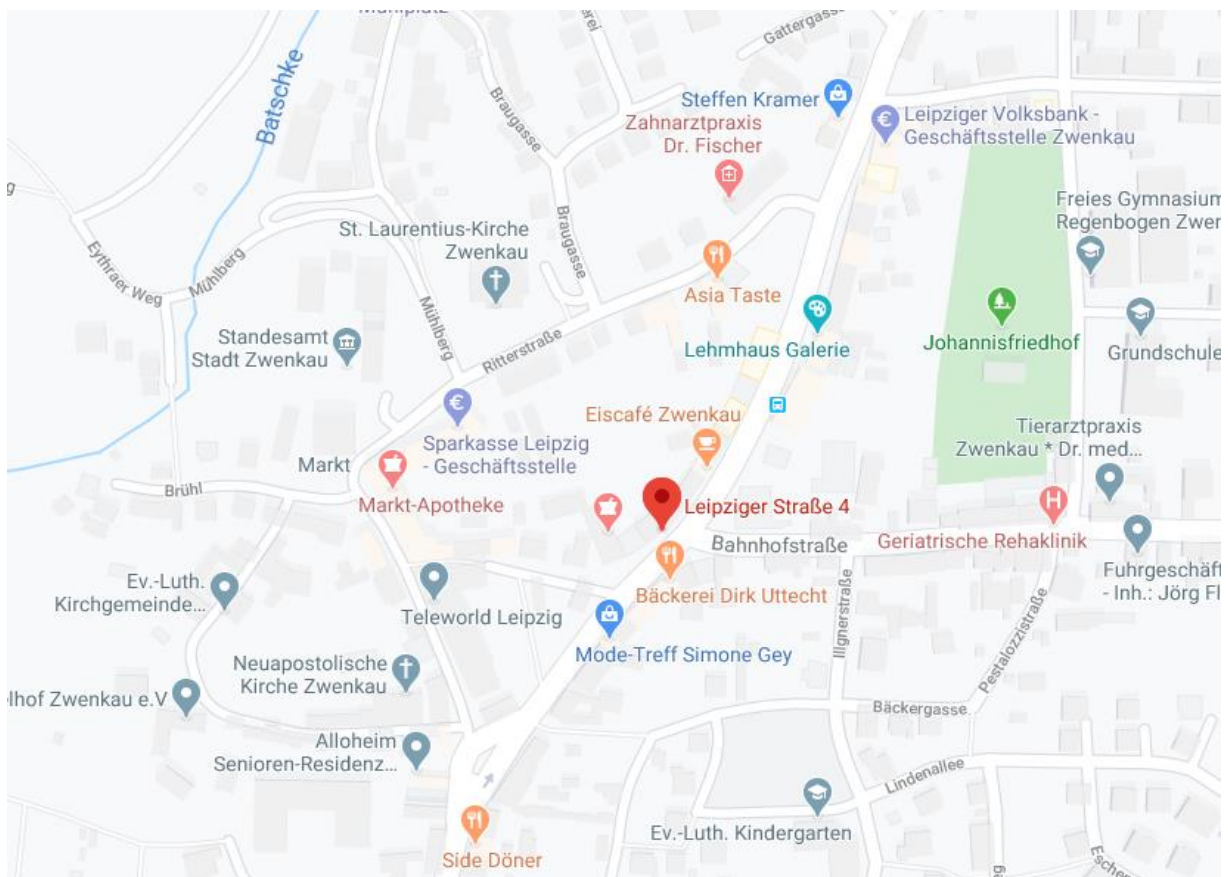 Mühlplatz
Gattergasse
Batschke
Steffen Kramer
Zahnarztpraxis
Dr. Fischer
Leipziger Volksbank -
Geschäftsstelle Zwenkau
Braugasse
Braugasse
Freies Gymnasium
Regenbogen Zwen
St. Laurentius-Kirche
Zwenkau
Eythraer Weg
Mühlberg
Mühlberg
Asia Taste
Standesamt
Stadt Zwenkau
Ritterstraße
Lehmhaus Galerie
Johannisfriedhof
Grundschule
Eiscafé Zwenkau
Tierarztpraxis
Zwenkau * Dr. med...
Sparkasse Leipzig
- Geschäftsstelle
Markt
Brühl
Markt-Apotheke
Leipziger Straße 4
Bahnhofstraße
Geriatrische Rehaklinik
Fuhrgeschäft
- Inh.: Jörg Fl
Ev.-Luth.
Kirchgemeinde...
Teleworld Leipzig
Bäckerei Dirk Uttecht
Illgnerstraße
Pestalozzistraße
Mode-Treff Simone Gey
Neuapostolische
Kirche Zwenkau
elhof Zwenkau e.V
Bäckergasse
Alloheim
Senioren-Residenz...
Lindenallee
Ev.-Luth. Kindergarten
Side Döner